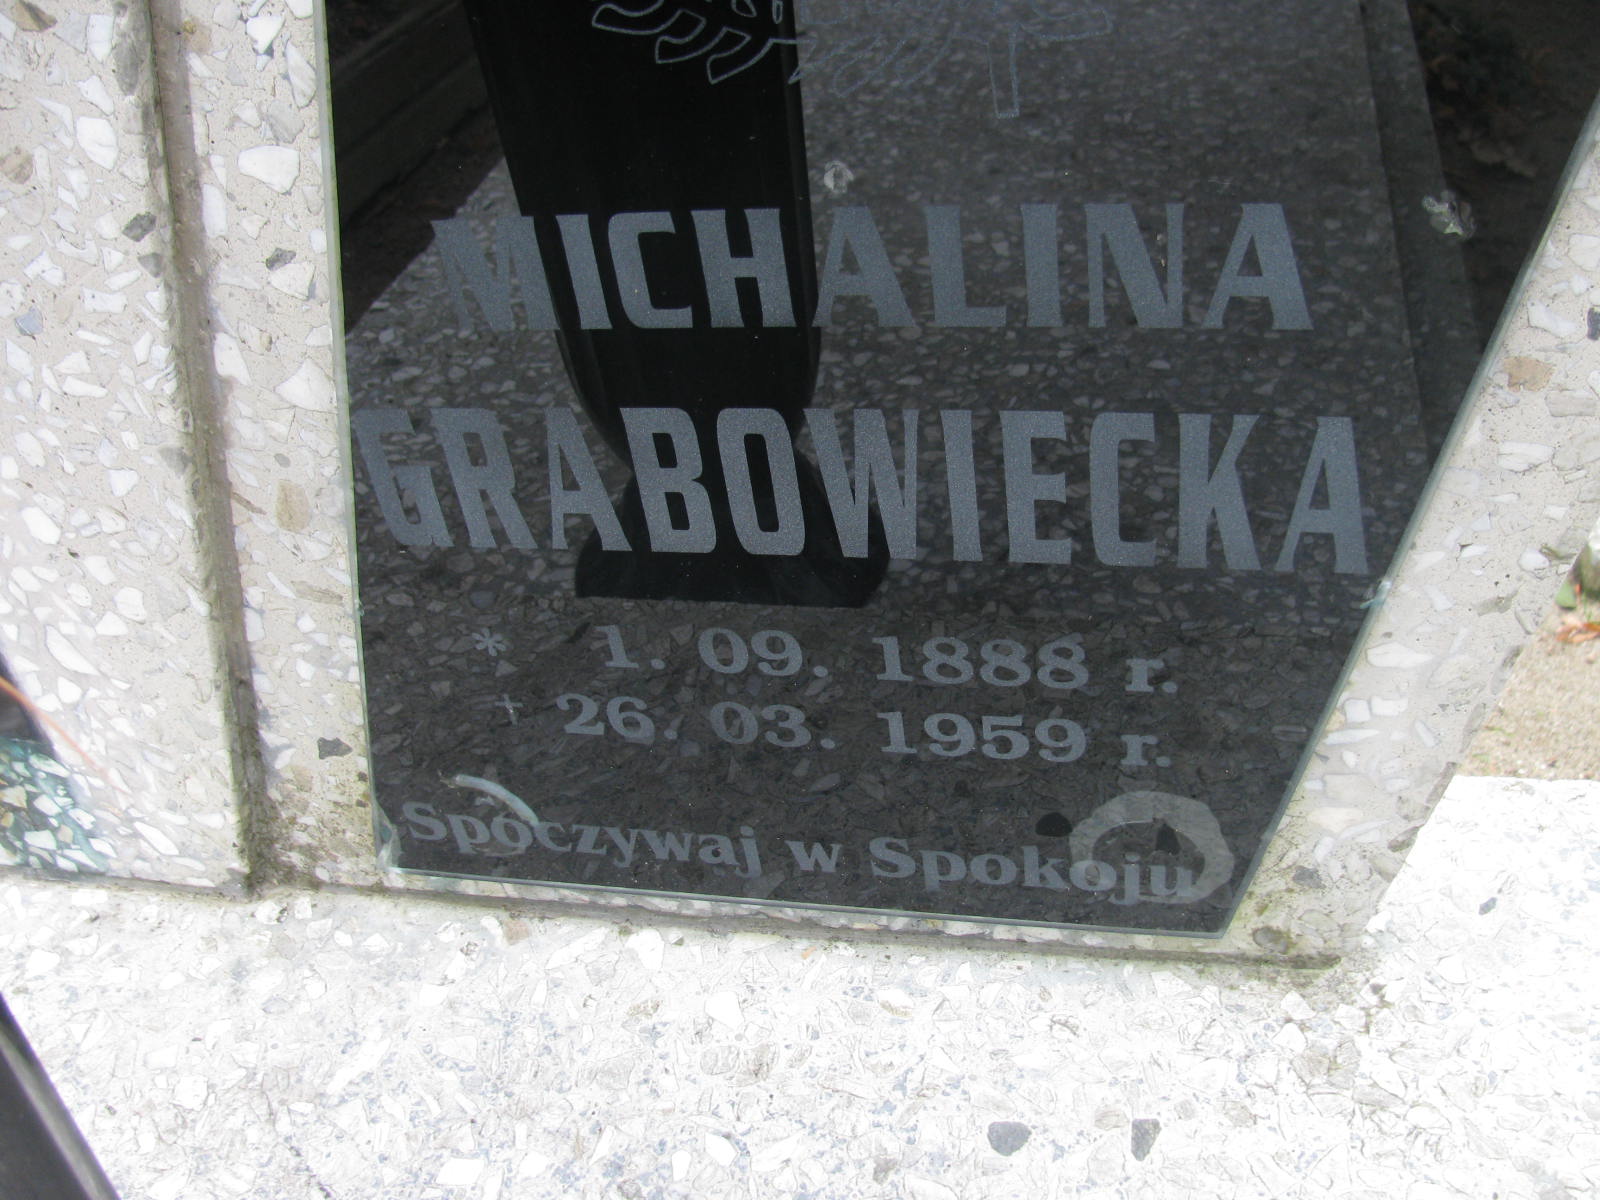 MICHALINA
GRABOWIECKA
* 1. 09. 1888 r.
† 26. 03. 1959 r.
Spoczywaj w Spokoju